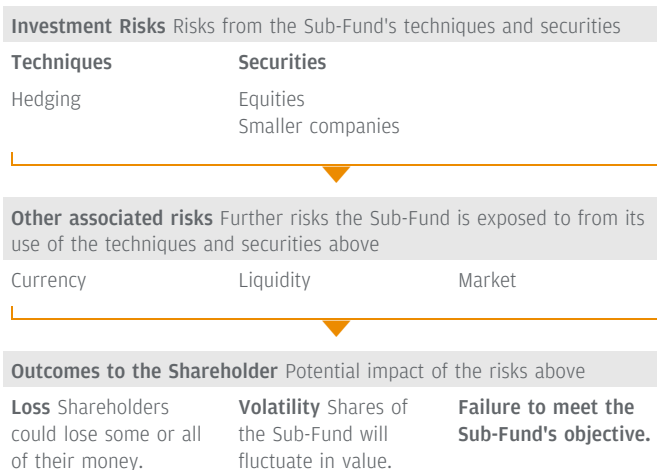 Investment Risks Risks from the Sub-Fund's techniques and securities
Techniques Securities
Hedging Equities
Smaller companies
Other associated risks Further risks the Sub-Fund is exposed to from its
use of the techniques and securities above
Currency Liquidity Market
Outcomes to the Shareholder Potential impact of the risks above
Loss Shareholders
could lose some or all
of their money.
Volatility Shares of
the Sub-Fund will
fluctuate in value.
Failure to meet the
Sub-Fund's objective.